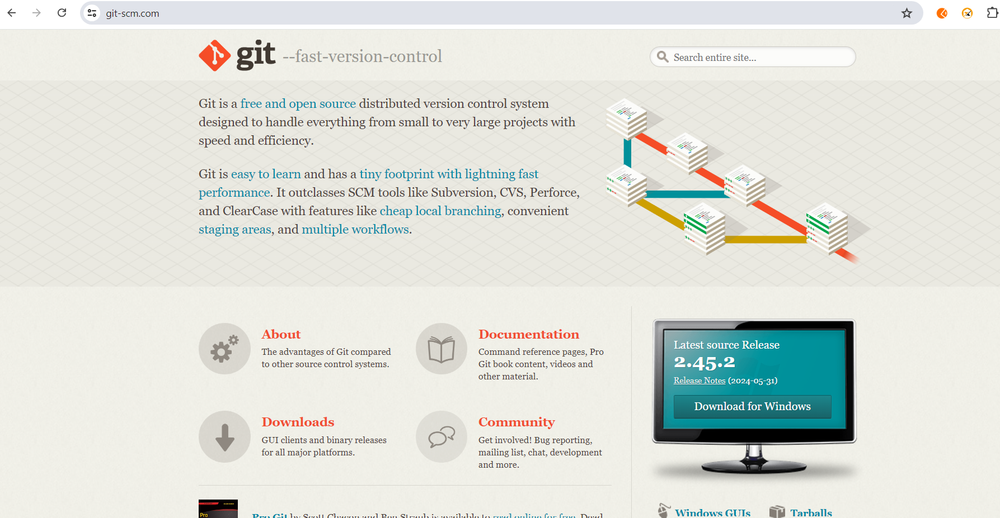 git-scm.com
git --fast-version-control
Search entire site...
Git is a free and open source distributed version control system
designed to handle everything from small to very large projects with
speed and efficiency.
Git is easy to learn and has a tiny footprint with lightning fast
performance. It outclasses SCM tools like Subversion, CVS, Perforce,
and ClearCase with features like cheap local branching, convenient
staging areas, and multiple workflows.
About
The advantages of Git compared
to other source control systems.
Documentation
Command reference pages, Pro
Git book content, videos and
other material.
Downloads
GUI clients and binary releases
for all major platforms.
Community
Get involved! Bug reporting,
mailing list, chat, development
and more.
Latest source Release
2.45.2
Release Notes (2024-05-31)
Download for Windows
Windows GUIs
Tarballs
Pro
Pro Git by Scott Chacon and Ben Straub is available to read online for free. Dead